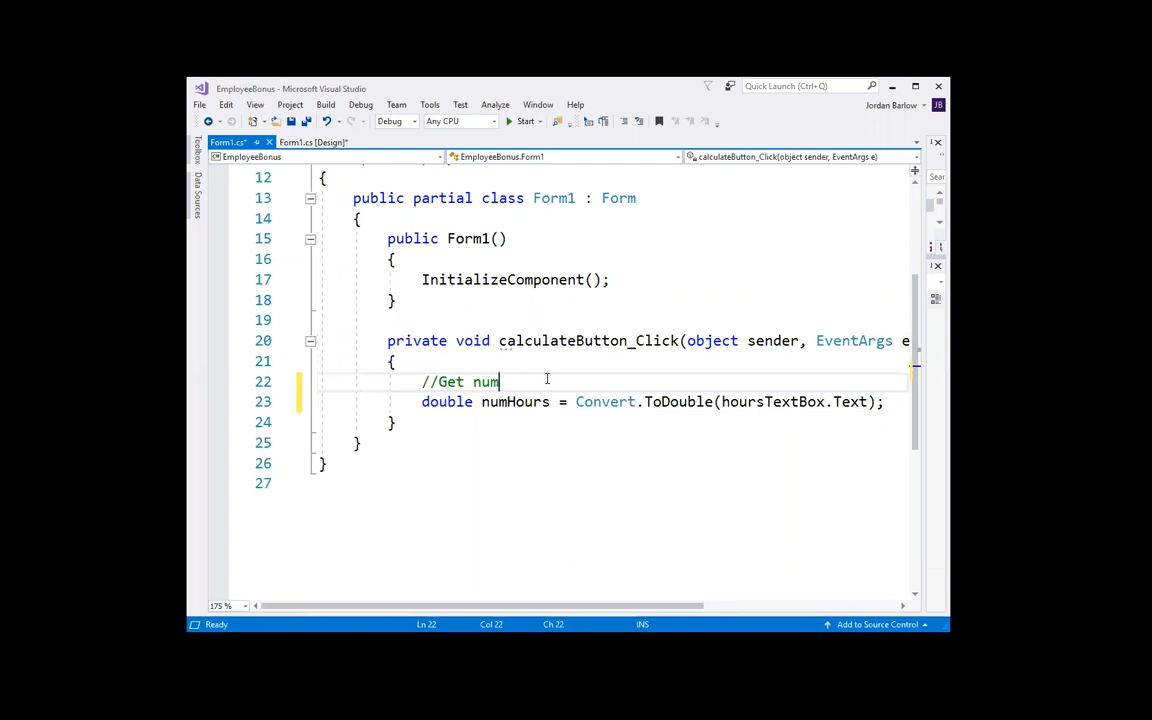 EmployeeBonus - Microsoft Visual Studio
Quick Launch (Ctrl+Q)
File Edit View Project Build Debug Team Tools Test Analyze Window Help
Jordan Barlow JB
Debug Any CPU Start
Form1.cs* Form1.cs [Design]*
EmployeeBonus EmployeeBonus.Form1 calculateButton_Click(object sender, EventArgs e)
Toolbox
Data Sources
Sear
12 {
13 public partial class Form1 : Form
14 {
15 public Form1()
16 {
17 InitializeComponent();
18 }
19
20 private void calculateButton_Click(object sender, EventArgs e
21 {
22 //Get num
23 double numHours = Convert.ToDouble(hoursTextBox.Text);
24 }
25 }
26 }
27
175 %
Ready Ln 22 Col 22 Ch 22 INS Add to Source Control